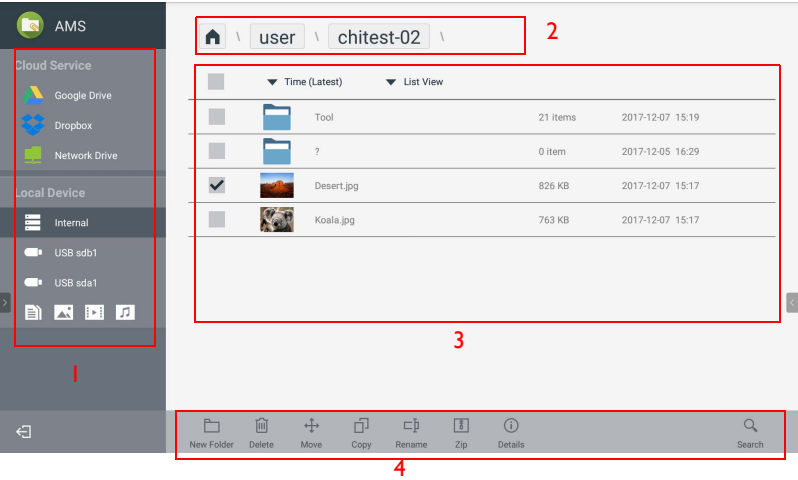 AMS
Cloud Service
Google Drive
Dropbox
Network Drive
Local Device
Internal
USB sdb1
USB sda1
1
\ user \ chitest-02 \
2
Time (Latest) List View
Tool 21 items 2017-12-07 15:19
? 0 item 2017-12-05 16:29
Desert.jpg 826 KB 2017-12-07 15:17
Koala.jpg 763 KB 2017-12-07 15:17
3
New Folder Delete Move Copy Rename Zip Details Search
4